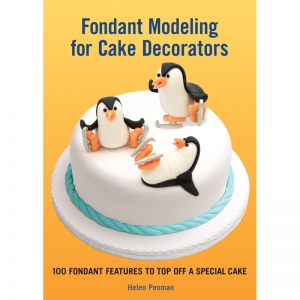 Fondant Modeling
for Cake Decorators
100 FONDANT FEATURES TO TOP OFF A SPECIAL CAKE
Helen Penman